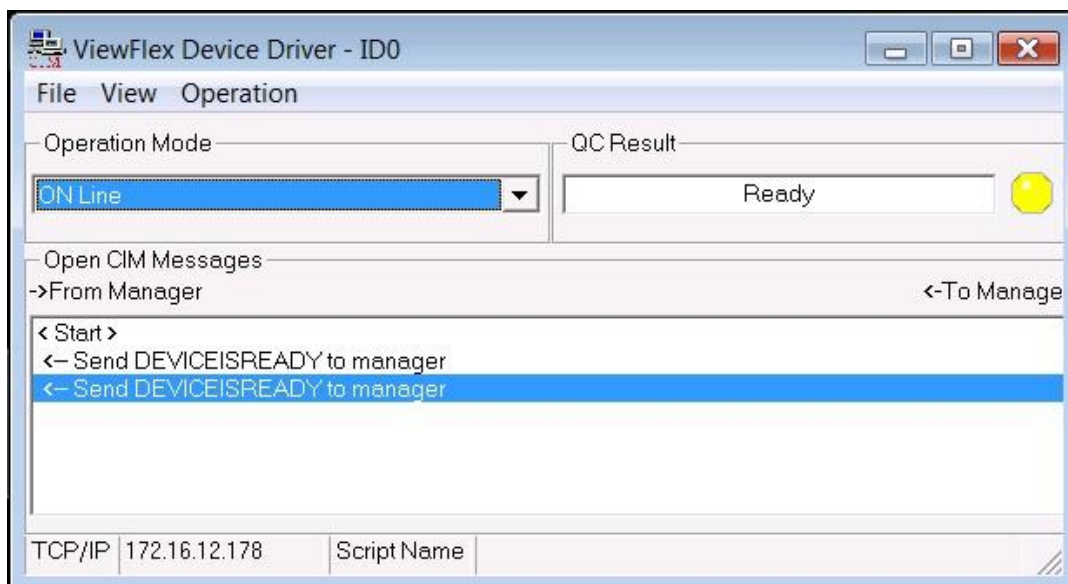 ViewFlex Device Driver - ID0
File View Operation
Operation Mode
QC Result
ON Line
Ready
Open CIM Messages
->From Manager
<-To Manage
< Start >
<-- Send DEVICEISREADY to manager
<-- Send DEVICEISREADY to manager
TCP/IP 172.16.12.178 Script Name